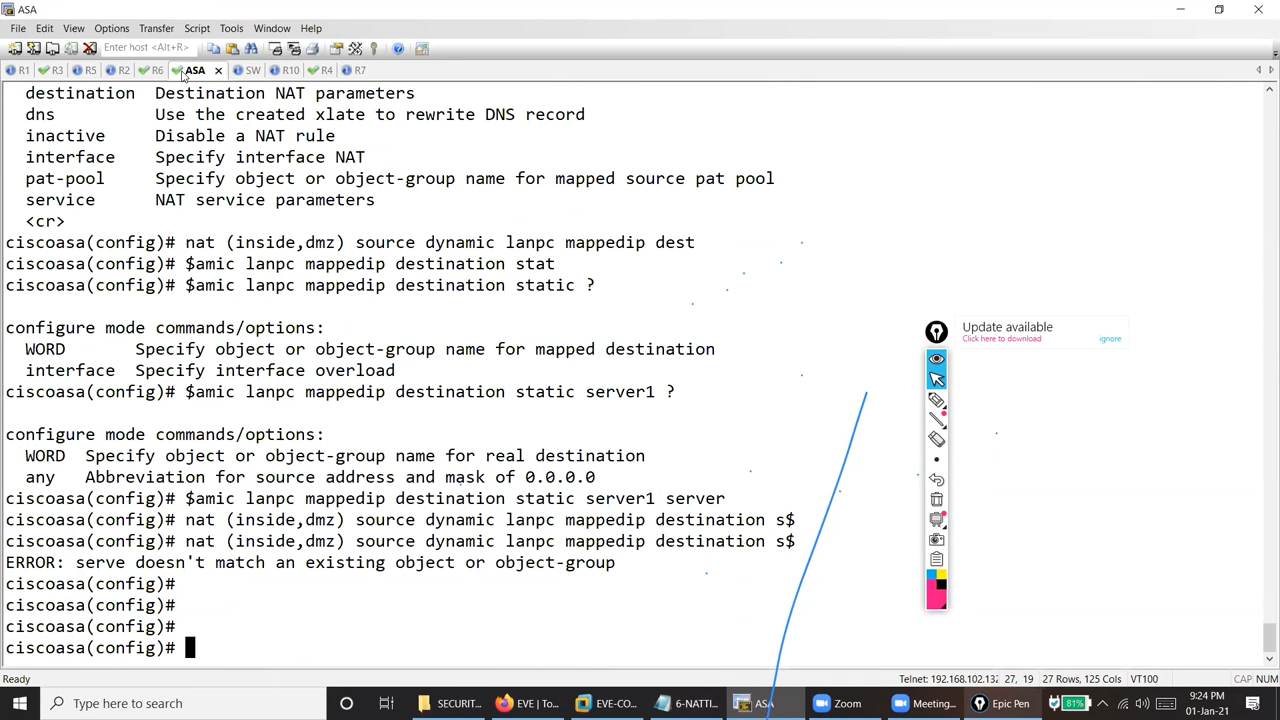 ASA
File Edit View Options Transfer Script Tools Window Help
Enter host <Alt+R>
R1 R3 R5 R2 R6 ASA SW R10 R4 R7
destination Destination NAT parameters
dns Use the created xlate to rewrite DNS record
inactive Disable a NAT rule
interface Specify interface NAT
pat-pool Specify object or object-group name for mapped source pat pool
service NAT service parameters
<cr>
ciscoasa(config)# nat (inside,dmz) source dynamic lanpc mappedip dest
ciscoasa(config)# $amic lanpc mappedip destination stat
ciscoasa(config)# $amic lanpc mappedip destination static ?
configure mode commands/options:
WORD Specify object or object-group name for mapped destination
interface Specify interface overload
ciscoasa(config)# $amic lanpc mappedip destination static server1 ?
configure mode commands/options:
WORD Specify object or object-group name for real destination
any Abbreviation for source address and mask of 0.0.0.0
ciscoasa(config)# $amic lanpc mappedip destination static server1 server
ciscoasa(config)# nat (inside,dmz) source dynamic lanpc mappedip destination s$
ciscoasa(config)# nat (inside,dmz) source dynamic lanpc mappedip destination s$
ERROR: serve doesn't match an existing object or object-group
ciscoasa(config)#
ciscoasa(config)#
ciscoasa(config)#
ciscoasa(config)#
Update available
Click here to download ignore
Ready Telnet: 192.168.102.132 27, 19 27 Rows, 125 Cols VT100 CAP NUM
Type here to search SECURIT... EVE | To... EVE-CO... 6-NATTI... ASA Zoom Meeting... Epic Pen 81% 9:24 PM
01-Jan-21